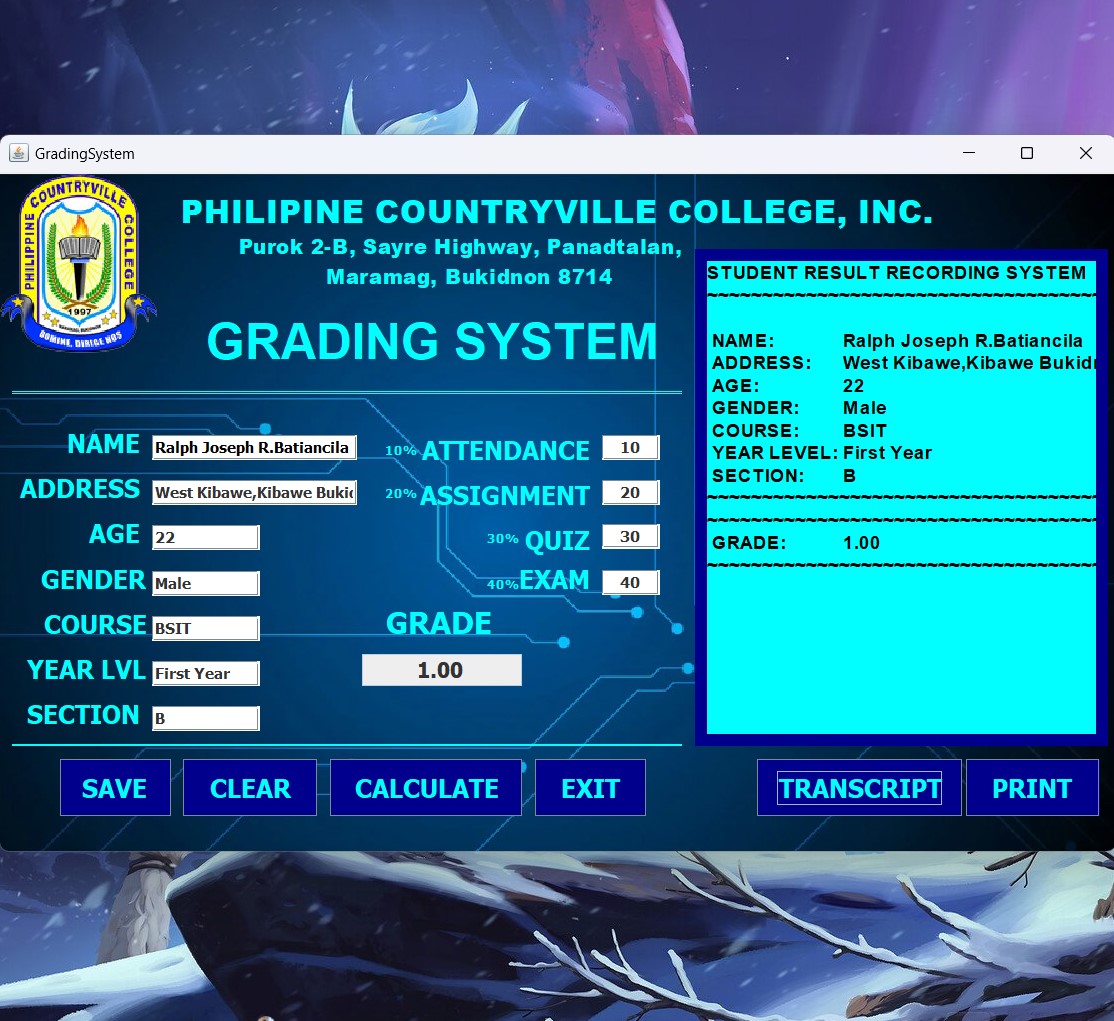 GradingSystem
PHILIPPINE COUNTRYVILLE COLLEGE
1997
DOMINE, DIRIGE NOS
PHILIPINE COUNTRYVILLE COLLEGE, INC.
Purok 2-B, Sayre Highway, Panadtalan,
Maramag, Bukidnon 8714
GRADING SYSTEM
NAME Ralph Joseph R.Batiancila
ADDRESS West Kibawe,Kibawe Bukic
AGE 22
GENDER Male
COURSE BSIT
YEAR LVL First Year
SECTION B
10% ATTENDANCE 10
20% ASSIGNMENT 20
30% QUIZ 30
40% EXAM 40
GRADE
1.00
STUDENT RESULT RECORDING SYSTEM
~~~~~~~~~~~~~~~~~~~~~~~~~~~~~~~~~~~
NAME: Ralph Joseph R.Batiancila
ADDRESS: West Kibawe,Kibawe Bukidn
AGE: 22
GENDER: Male
COURSE: BSIT
YEAR LEVEL: First Year
SECTION: B
~~~~~~~~~~~~~~~~~~~~~~~~~~~~~~~~~~~
~~~~~~~~~~~~~~~~~~~~~~~~~~~~~~~~~~~
GRADE: 1.00
~~~~~~~~~~~~~~~~~~~~~~~~~~~~~~~~~~~
SAVE CLEAR CALCULATE EXIT TRANSCRIPT PRINT